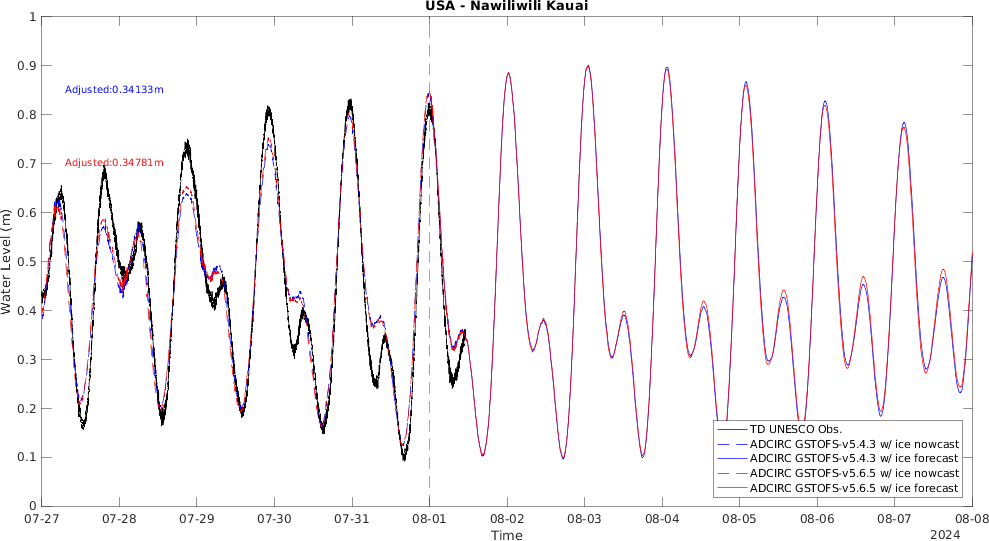 USA - Nawiliwili Kauai
1
0.9
0.8
0.7
0.6
0.5
0.4
0.3
0.2
0.1
0
Water Level (m)
Adjusted:0.34133m
Adjusted:0.34781m
TD UNESCO Obs.
ADCIRC GSTOFS-v5.4.3 w/ ice nowcast
ADCIRC GSTOFS-v5.4.3 w/ ice forecast
ADCIRC GSTOFS-v5.6.5 w/ ice nowcast
ADCIRC GSTOFS-v5.6.5 w/ ice forecast
07-27 07-28 07-29 07-30 07-31 08-01 08-02 08-03 08-04 08-05 08-06 08-07 08-08
Time
2024